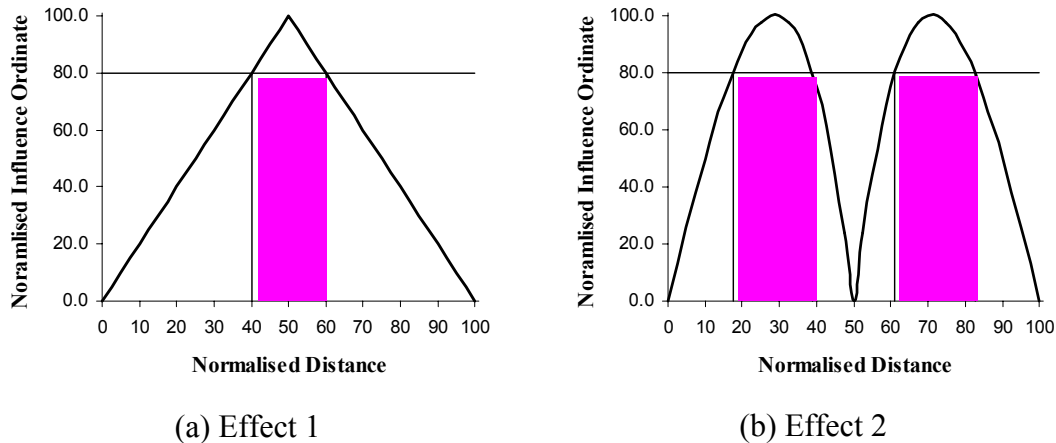 Noramlised Influence Ordinate
100.0
80.0
60.0
40.0
20.0
0.0
0 10 20 30 40 50 60 70 80 90 100
Normalised Distance
(a) Effect 1
Normalised Influence Ordinate
100.0
80.0
60.0
40.0
20.0
0.0
0 10 20 30 40 50 60 70 80 90 100
Normalised Distance
(b) Effect 2